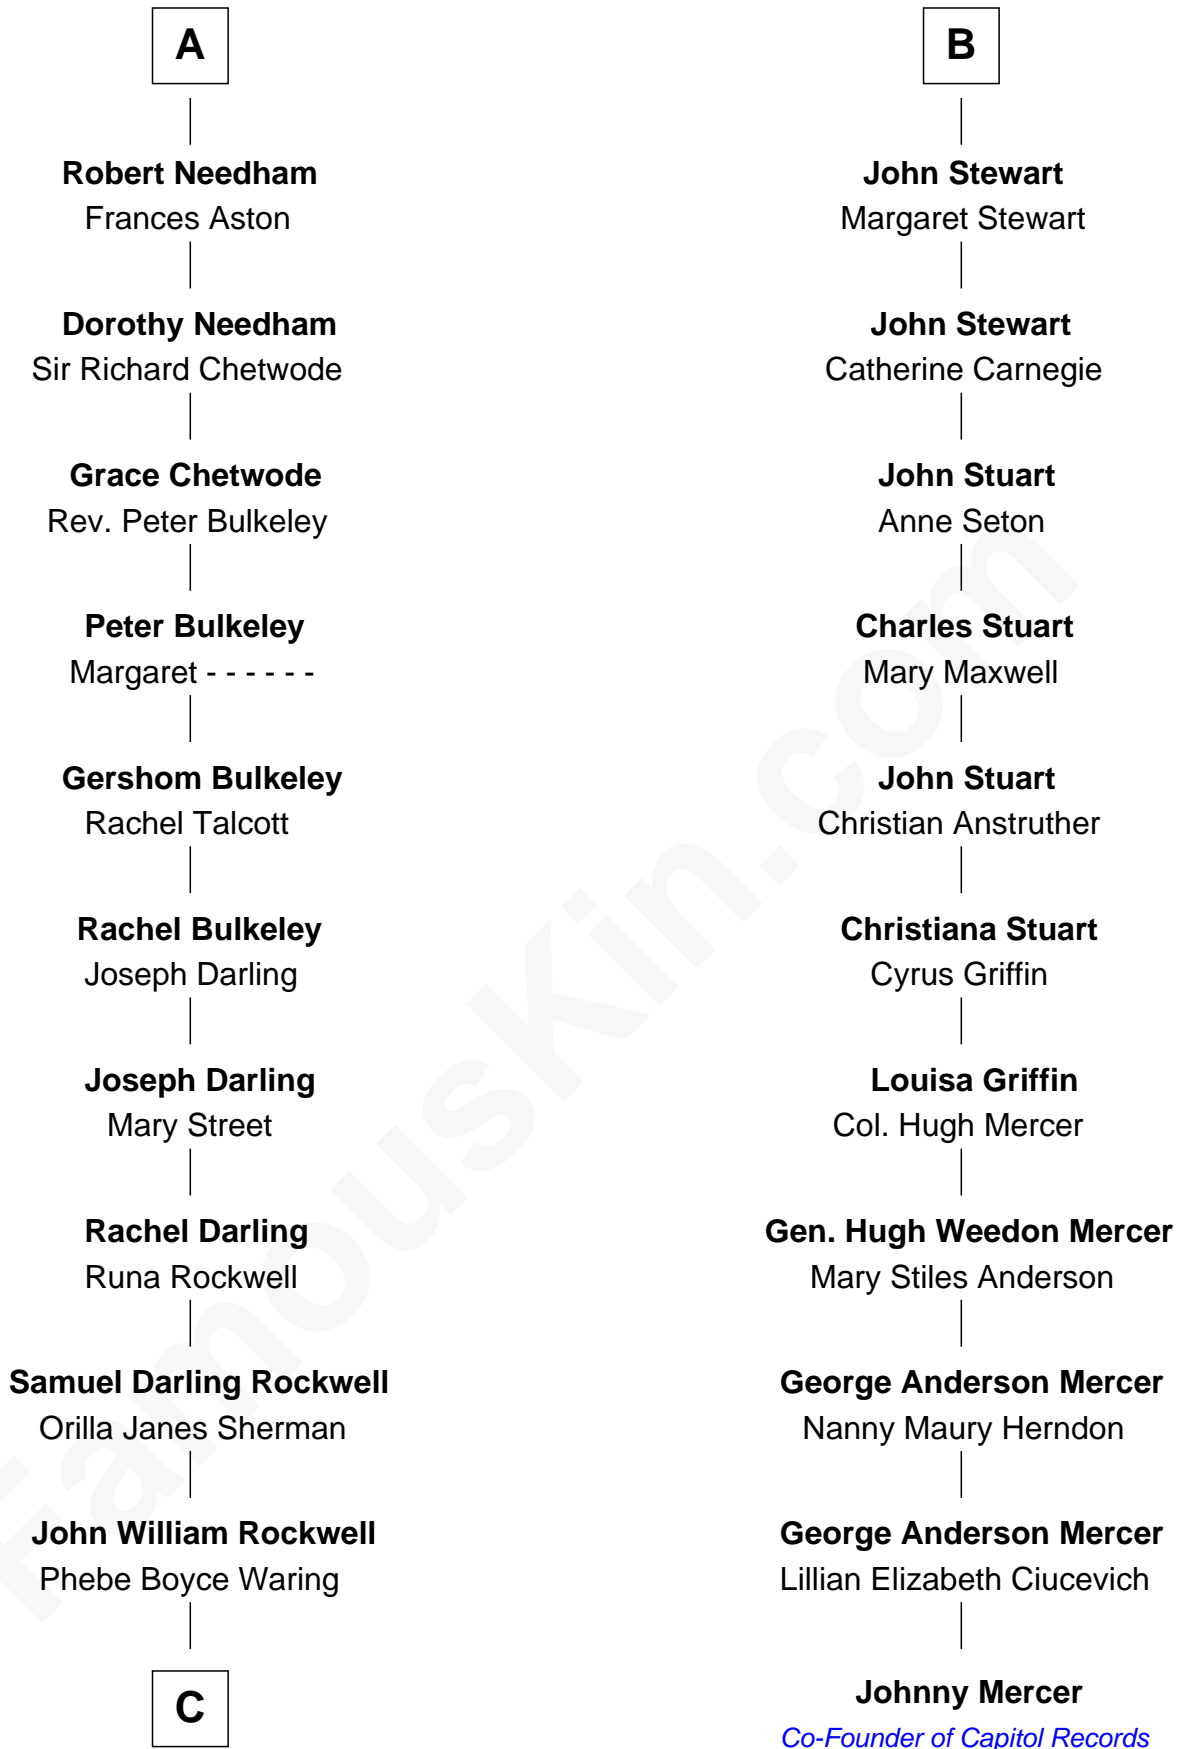 A
Robert Needham
Frances Aston
Dorothy Needham
Sir Richard Chetwode
Grace Chetwode
Rev. Peter Bulkeley
Peter Bulkeley
Margaret - - - - - -
Gershom Bulkeley
Rachel Talcott
Rachel Bulkeley
Joseph Darling
Joseph Darling
Mary Street
Rachel Darling
Runa Rockwell
Samuel Darling Rockwell
Orilla Janes Sherman
John William Rockwell
Phebe Boyce Waring
C
B
John Stewart
Margaret Stewart
John Stewart
Catherine Carnegie
John Stuart
Anne Seton
Charles Stuart
Mary Maxwell
John Stuart
Christian Anstruther
Christiana Stuart
Cyrus Griffin
Louisa Griffin
Col. Hugh Mercer
Gen. Hugh Weedon Mercer
Mary Stiles Anderson
George Anderson Mercer
Nanny Maury Herndon
George Anderson Mercer
Lillian Elizabeth Ciucevich
Johnny Mercer
Co-Founder of Capitol Records
FamousKin.com